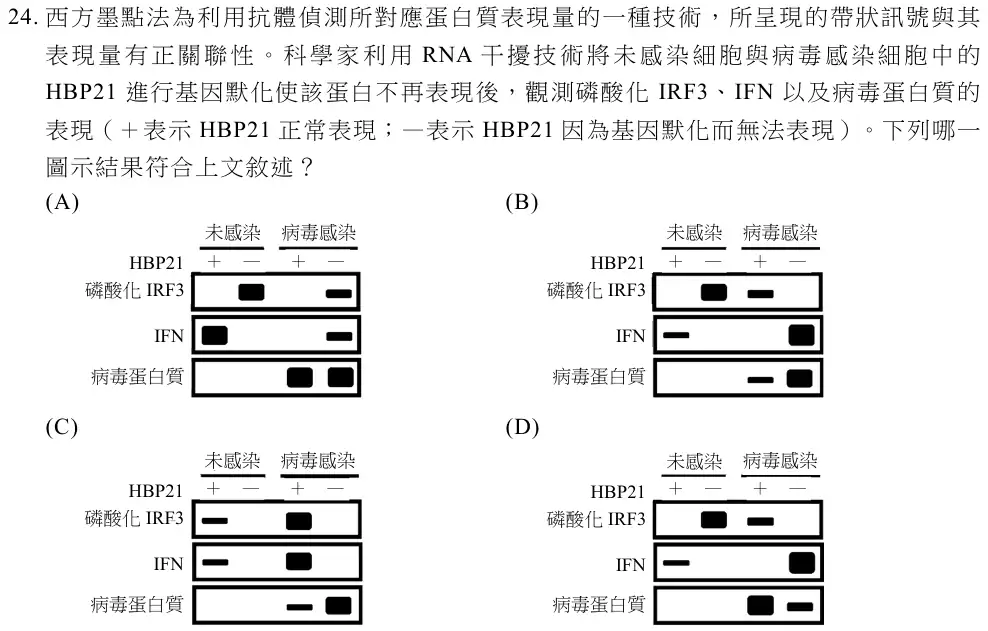 24. 西方墨點法為利用抗體偵測所對應蛋白質表現量的一種技術，所呈現的帶狀訊號與其
表現量有正關聯性。科學家利用 RNA 干擾技術將未感染細胞與病毒感染細胞中的
HBP21 進行基因默化使該蛋白不再表現後，觀測磷酸化 IRF3、IFN 以及病毒蛋白質的
表現（＋表示 HBP21 正常表現；—表示 HBP21 因為基因默化而無法表現）。下列哪一
圖示結果符合上文敘述？
(A)
未感染 病毒感染
HBP21 + — + —
磷酸化 IRF3
IFN
病毒蛋白質
(B)
未感染 病毒感染
HBP21 + — + —
磷酸化 IRF3
IFN
病毒蛋白質
(C)
未感染 病毒感染
HBP21 + — + —
磷酸化 IRF3
IFN
病毒蛋白質
(D)
未感染 病毒感染
HBP21 + — + —
磷酸化 IRF3
IFN
病毒蛋白質